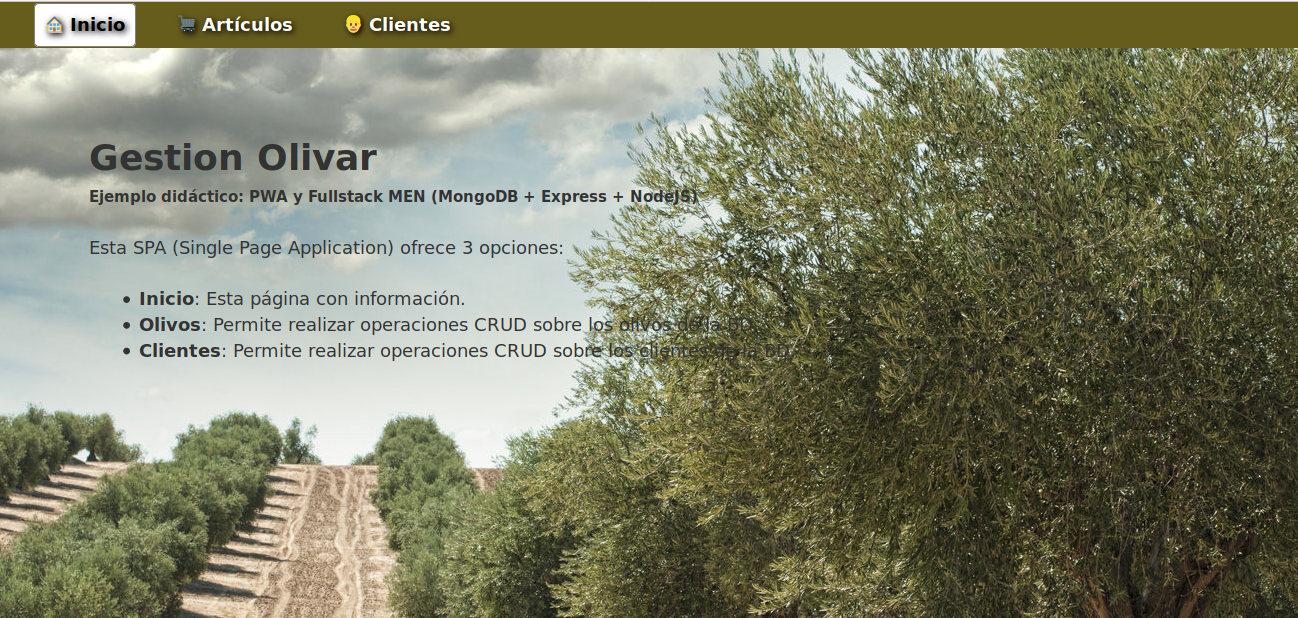 Inicio Artículos Clientes
Gestion Olivar
Ejemplo didáctico: PWA y Fullstack MEN (MongoDB + Express + NodeJS)
Esta SPA (Single Page Application) ofrece 3 opciones:
Inicio: Esta página con información.
Olivos: Permite realizar operaciones CRUD sobre los olivos de la BD.
Clientes: Permite realizar operaciones CRUD sobre los clientes de la BD.